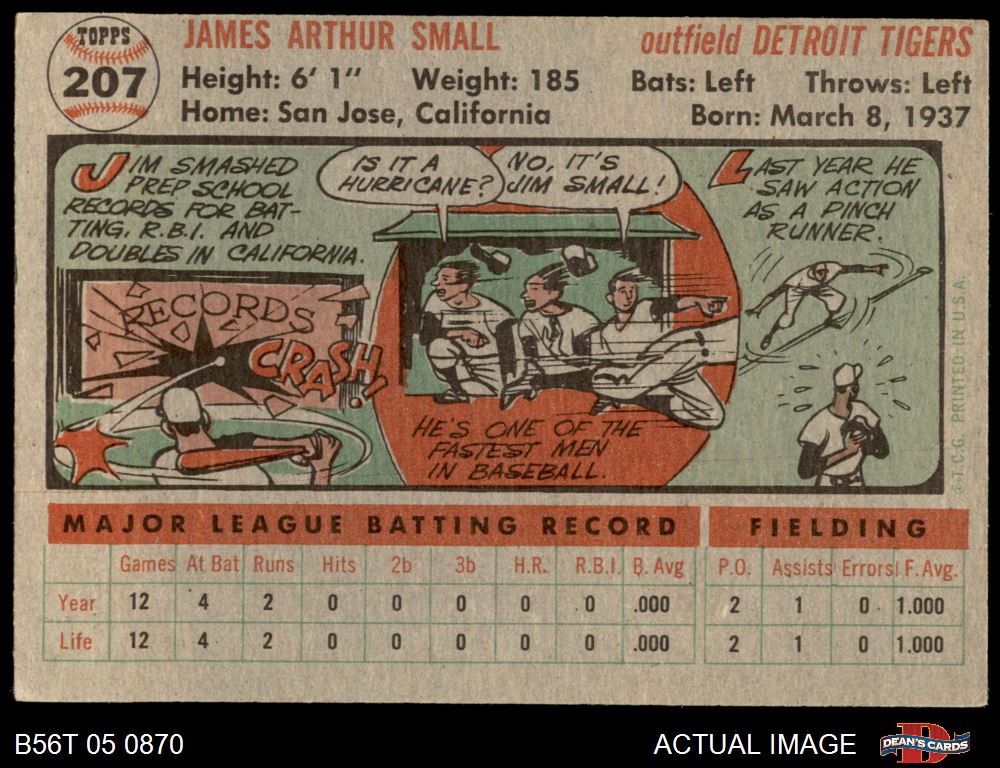 TOPPS
207
JAMES ARTHUR SMALL
outfield DETROIT TIGERS
Height: 6' 1" Weight: 185 Bats: Left Throws: Left
Home: San Jose, California Born: March 8, 1937
JIM SMASHED
PREP SCHOOL
RECORDS FOR BAT-
TING, R.B.I. AND
DOUBLES IN CALIFORNIA.
RECORDS
CRASH!
IS IT A
HURRICANE?
NO, IT'S
JIM SMALL!
HE'S ONE OF THE
FASTEST MEN
IN BASEBALL.
LAST YEAR HE
SAW ACTION
AS A PINCH
RUNNER.
©T.C.G. PRINTED IN U.S.A.
MAJOR LEAGUE BATTING RECORD
Games At Bat Runs Hits 2b 3b H.R. R.B.I. B. Avg
Year 12 4 2 0 0 0 0 0 .000
Life 12 4 2 0 0 0 0 0 .000
FIELDING
P.O. Assists Errors F. Avg.
2 1 0 1.000
2 1 0 1.000
B56T 05 0870
ACTUAL IMAGE
DEAN'S CARDS